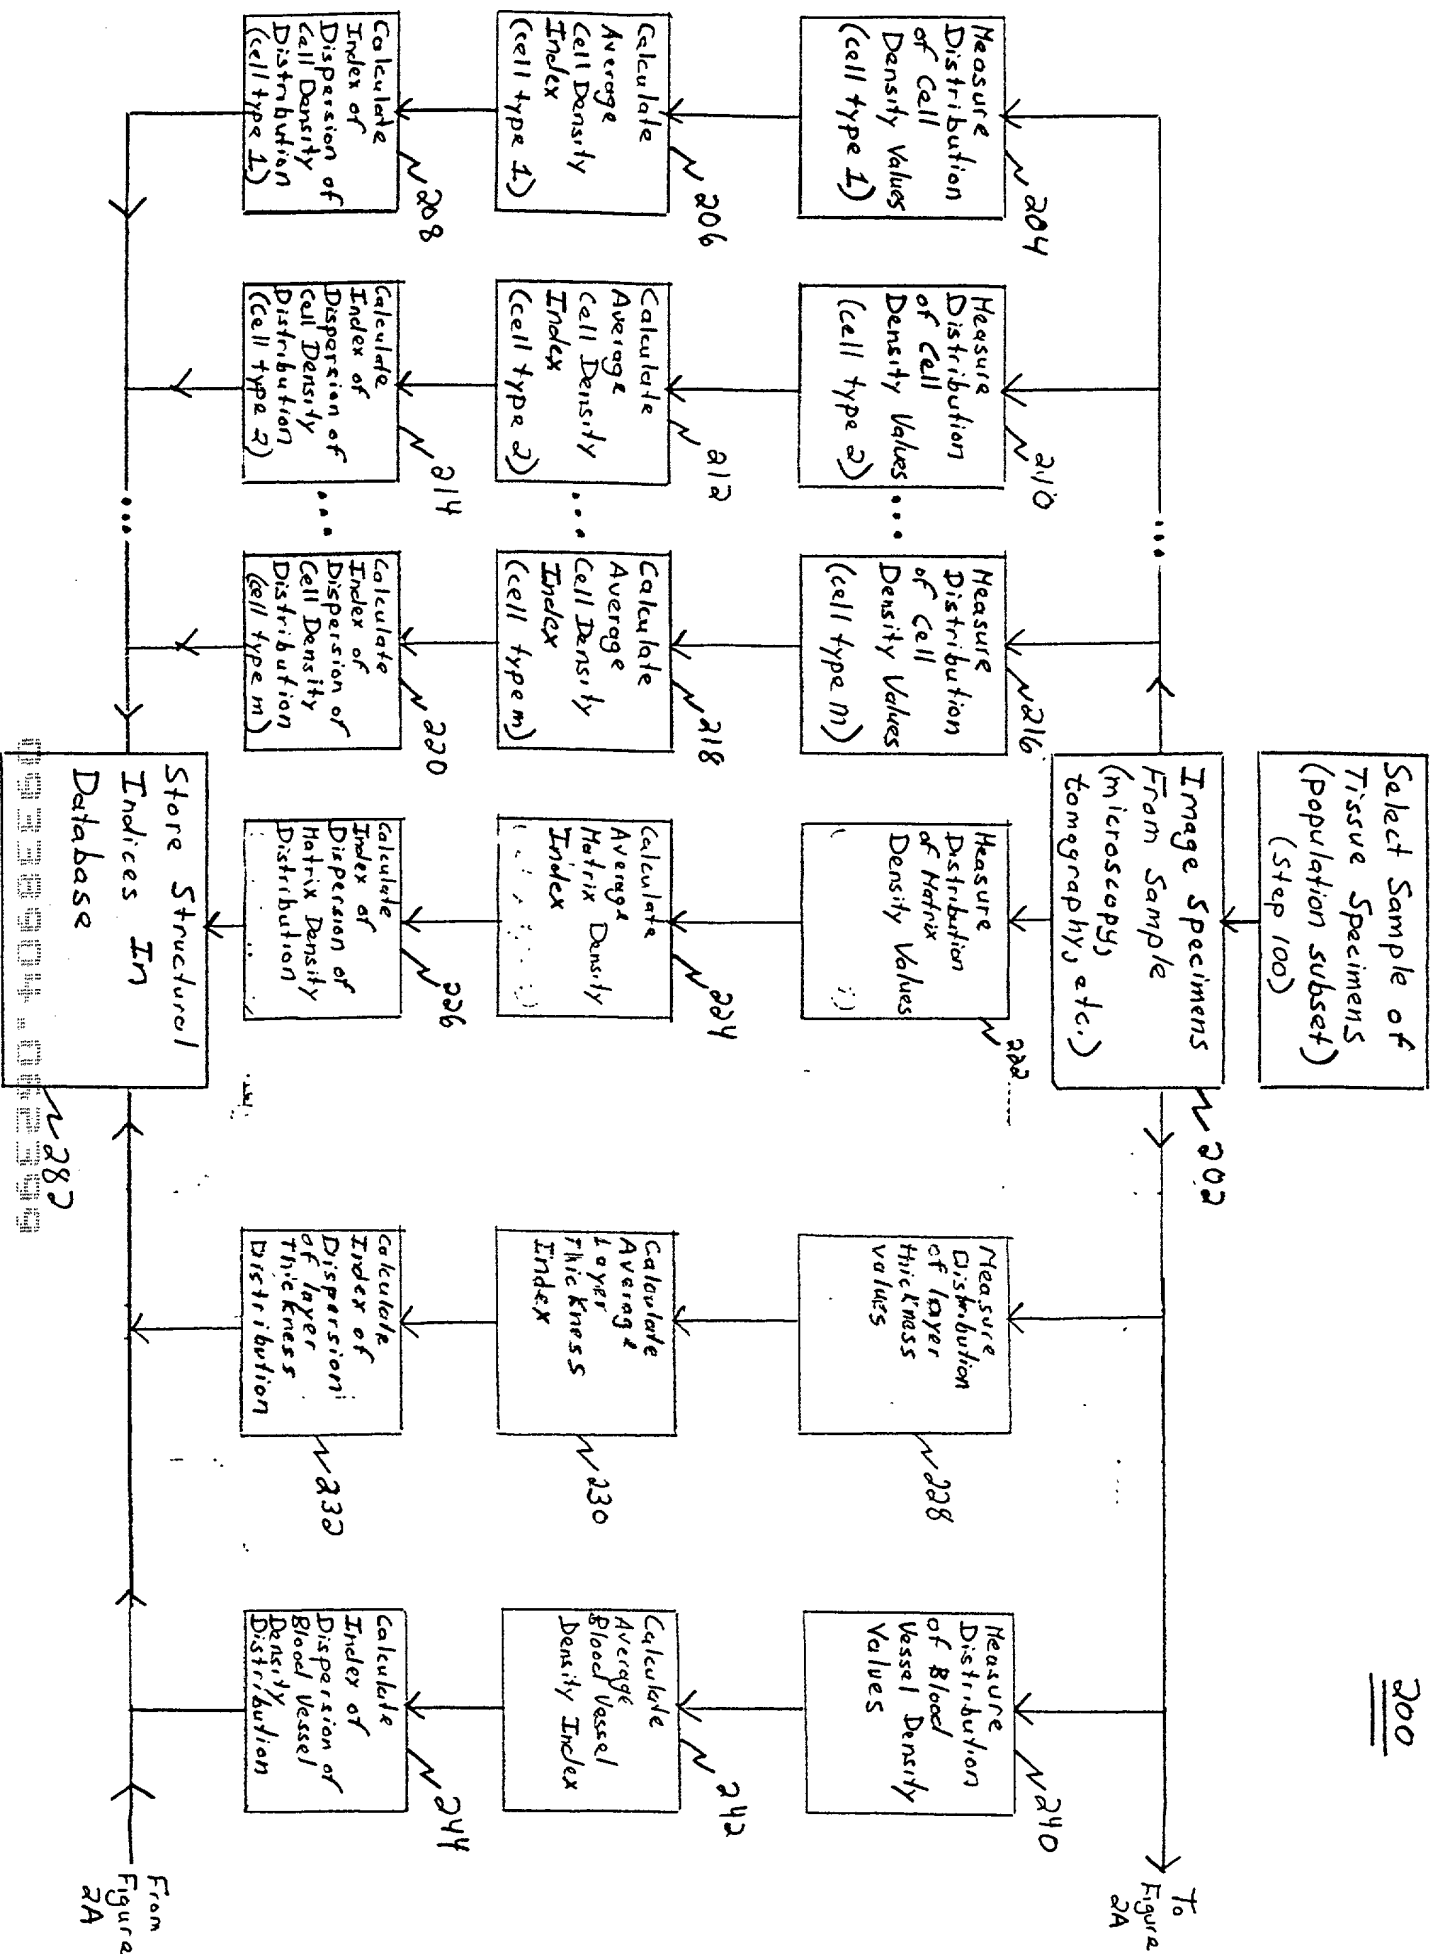 200
Select Sample of
Tissue Specimens
(population subset)
(step 100)
Image Specimens
From Sample
(microscopy,
tomography, etc.)
202
Measure
Distribution
of Cell
Density Values
(cell type 1)
204
Measure
Distribution
of Cell
Density Values
(cell type 2)
210
...
Measure
Distribution
of Cell
Density Values
(cell type m)
216
Measure
Distribution
of Matrix
Density Values
222
Measure
Distribution
of layer
thickness
values
228
Measure
Distribution
of Blood
Vessel Density
Values
240
To
Figure
2A
Calculate
Average
Cell Density
Index
(cell type 1)
206
Calculate
Average
Cell Density
Index
(cell type 2)
212
...
Calculate
Average
Cell Density
Index
(cell type m)
218
Calculate
Average
Matrix Density
Index
224
Calculate
Average
Layer
Thickness
Index
230
Calculate
Average
Blood Vessel
Density Index
242
Calculate
Index of
Dispersion of
Cell Density
Distribution
(cell type 1)
208
Calculate
Index of
Dispersion of
Cell Density
Distribution
(Cell type 2)
214
...
Calculate
Index of
Dispersion of
Cell Density
Distribution
(cell type m)
220
Calculate
Index of
Dispersion of
Matrix Density
Distribution
226
Calculate
Index of
Dispersion
of layer
Thickness
Distribution
232
Calculate
Index of
Dispersion of
Blood Vessel
Density
Distribution
244
Store Structural
Indices In
Database
282
From
Figure
2A